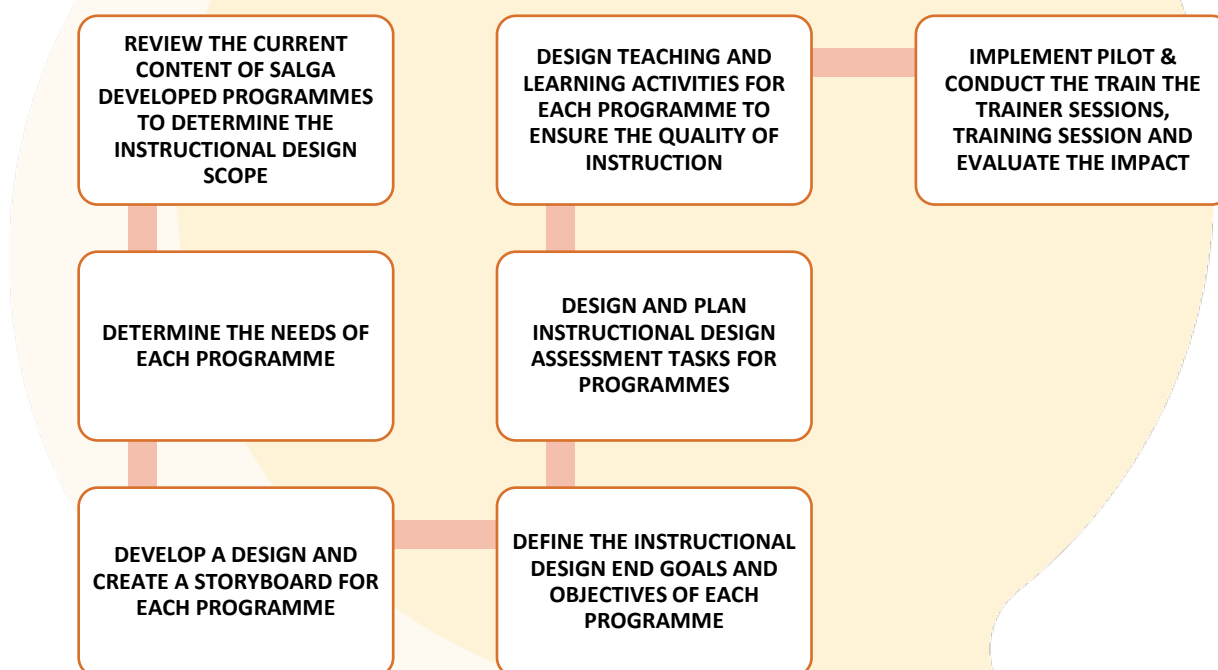 REVIEW THE CURRENT
CONTENT OF SALGA
DEVELOPED PROGRAMMES
TO DETERMINE THE
INSTRUCTIONAL DESIGN
SCOPE
DETERMINE THE NEEDS OF
EACH PROGRAMME
DEVELOP A DESIGN AND
CREATE A STORYBOARD FOR
EACH PROGRAMME
DEFINE THE INSTRUCTIONAL
DESIGN END GOALS AND
OBJECTIVES OF EACH
PROGRAMME
DESIGN AND PLAN
INSTRUCTIONAL DESIGN
ASSESSMENT TASKS FOR
PROGRAMMES
DESIGN TEACHING AND
LEARNING ACTIVITIES FOR
EACH PROGRAMME TO
ENSURE THE QUALITY OF
INSTRUCTION
IMPLEMENT PILOT &
CONDUCT THE TRAIN THE
TRAINER SESSIONS,
TRAINING SESSION AND
EVALUATE THE IMPACT